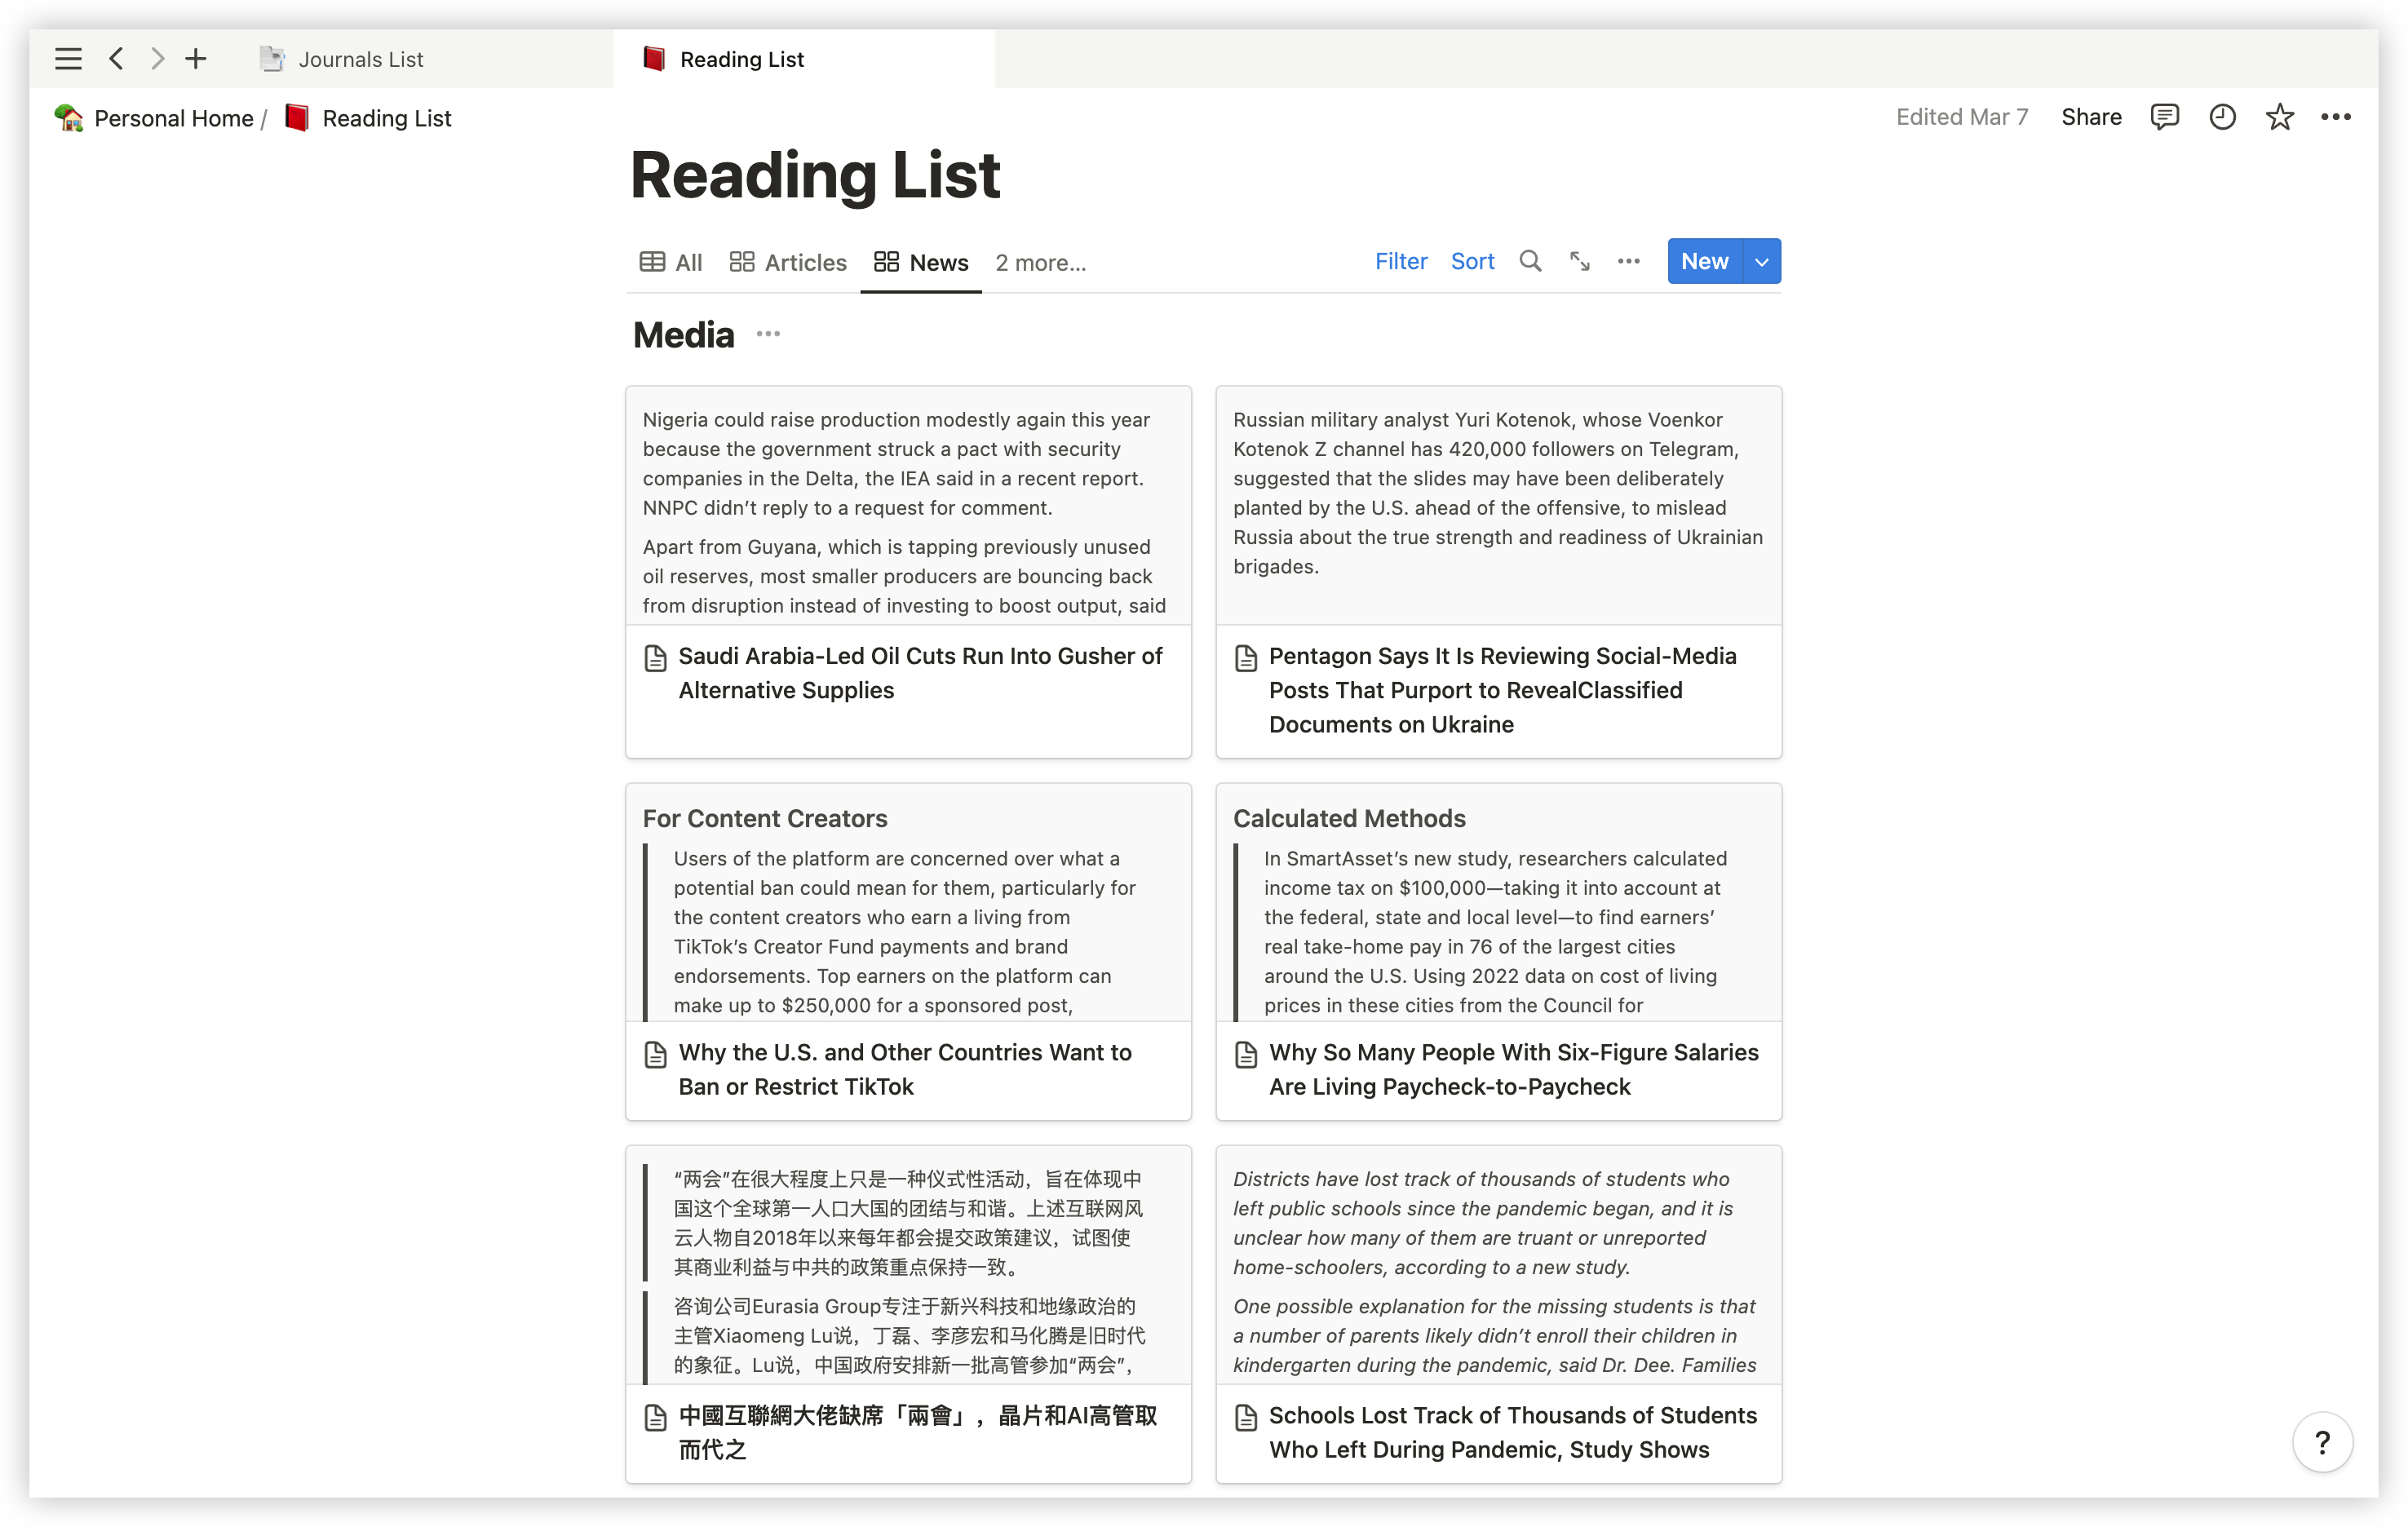 Journals List
Reading List
Personal Home / Reading List
Edited Mar 7
Share
Reading List
All
Articles
News
2 more...
Filter
Sort
New
Media
Nigeria could raise production modestly again this year
because the government struck a pact with security
companies in the Delta, the IEA said in a recent report.
NNPC didn’t reply to a request for comment.
Apart from Guyana, which is tapping previously unused
oil reserves, most smaller producers are bouncing back
from disruption instead of investing to boost output, said
Saudi Arabia-Led Oil Cuts Run Into Gusher of
Alternative Supplies
Russian military analyst Yuri Kotenok, whose Voenkor
Kotenok Z channel has 420,000 followers on Telegram,
suggested that the slides may have been deliberately
planted by the U.S. ahead of the offensive, to mislead
Russia about the true strength and readiness of Ukrainian
brigades.
Pentagon Says It Is Reviewing Social-Media
Posts That Purport to RevealClassified
Documents on Ukraine
For Content Creators
Users of the platform are concerned over what a
potential ban could mean for them, particularly for
the content creators who earn a living from
TikTok’s Creator Fund payments and brand
endorsements. Top earners on the platform can
make up to $250,000 for a sponsored post,
Why the U.S. and Other Countries Want to
Ban or Restrict TikTok
Calculated Methods
In SmartAsset’s new study, researchers calculated
income tax on $100,000—taking it into account at
the federal, state and local level—to find earners’
real take-home pay in 76 of the largest cities
around the U.S. Using 2022 data on cost of living
prices in these cities from the Council for
Why So Many People With Six-Figure Salaries
Are Living Paycheck-to-Paycheck
“两会”在很大程度上只是一种仪式性活动，旨在体现中
国这个全球第一人口大国的团结与和谐。上述互联网风
云人物自2018年以来每年都会提交政策建议，试图使
其商业利益与中共的政策重点保持一致。
咨询公司Eurasia Group专注于新兴科技和地缘政治的
主管Xiaomeng Lu说，丁磊、李彦宏和马化腾是旧时代
的象征。Lu说，中国政府安排新一批高管参加“两会”，
中國互聯網大佬缺席「兩會」，晶片和AI高管取
而代之
Districts have lost track of thousands of students who
left public schools since the pandemic began, and it is
unclear how many of them are truant or unreported
home-schoolers, according to a new study.
One possible explanation for the missing students is that
a number of parents likely didn’t enroll their children in
kindergarten during the pandemic, said Dr. Dee. Families
Schools Lost Track of Thousands of Students
Who Left During Pandemic, Study Shows
?